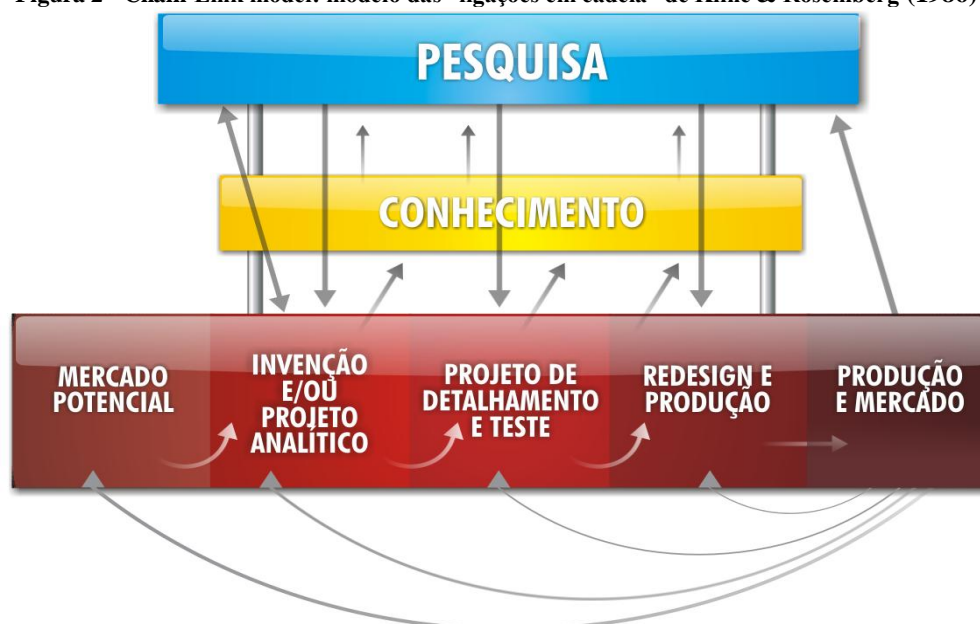 Figura 2 - Chain-Link model: modelo das "ligações em cadeia" de Kline & Rosemberg (1986)
PESQUISA
CONHECIMENTO
MERCADO
POTENCIAL
INVENÇÃO
E/OU
PROJETO
ANALÍTICO
PROJETO DE
DETALHAMENTO
E TESTE
REDESIGN E
PRODUÇÃO
PRODUÇÃO
E MERCADO